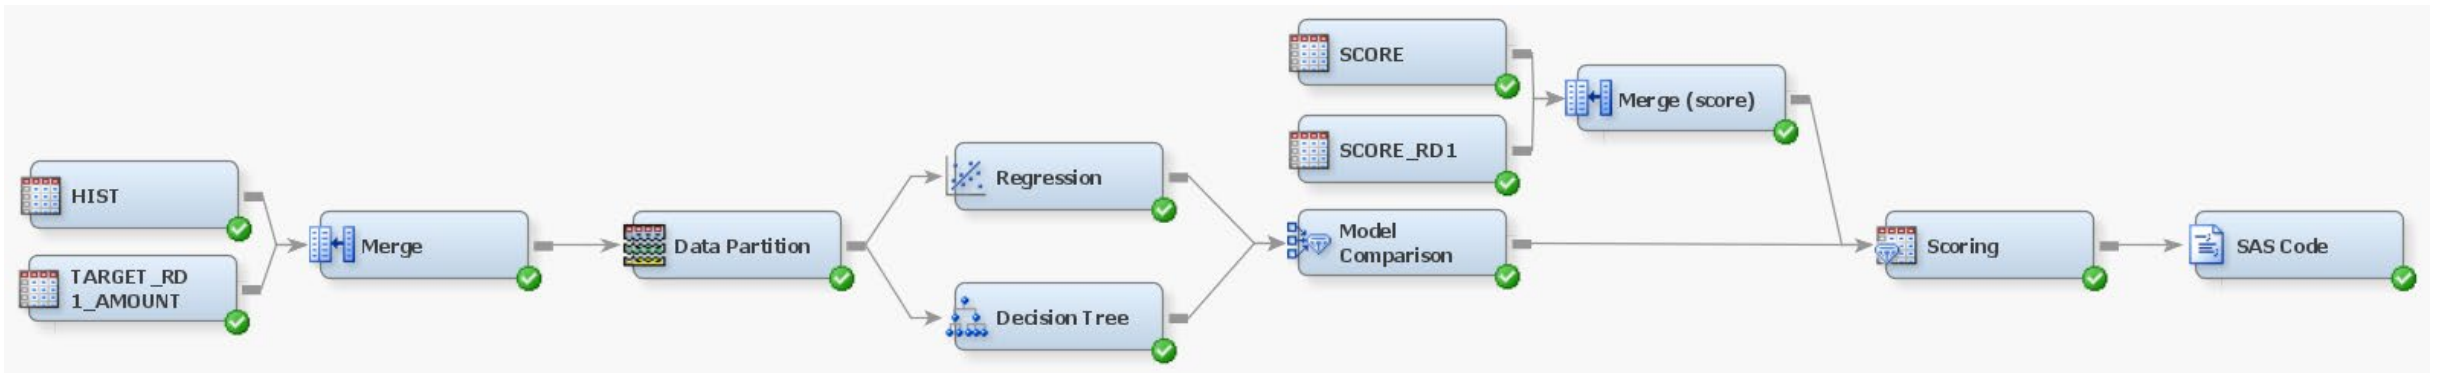 HIST
TARGET_RD
1_AMOUNT
Merge
Data Partition
Regression
Decision Tree
SCORE
SCORE_RD1
Model
Comparison
Merge (score)
Scoring
SAS Code